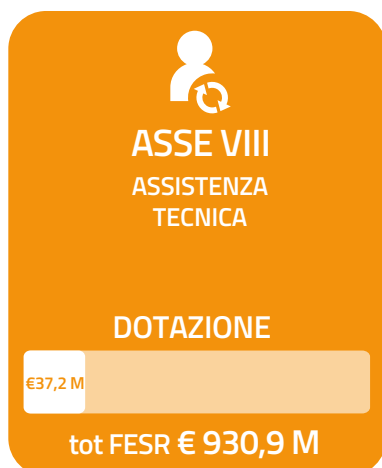 ASSE VIII
ASSISTENZA
TECNICA
DOTAZIONE
€37,2 M
tot FESR € 930,9 M